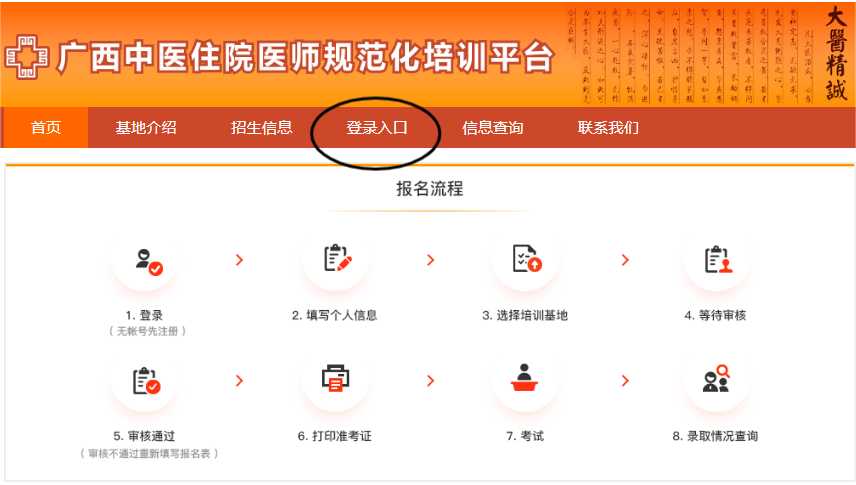 广西中医住院医师规范化培训平台
大醫精誠
首页
基地介绍
招生信息
登录入口
信息查询
联系我们
报名流程
1. 登录
（ 无帐号先注册 ）
2. 填写个人信息
3. 选择培训基地
4. 等待审核
5. 审核通过
（ 审核不通过重新填写报名表 ）
6. 打印准考证
7. 考试
8. 录取情况查询